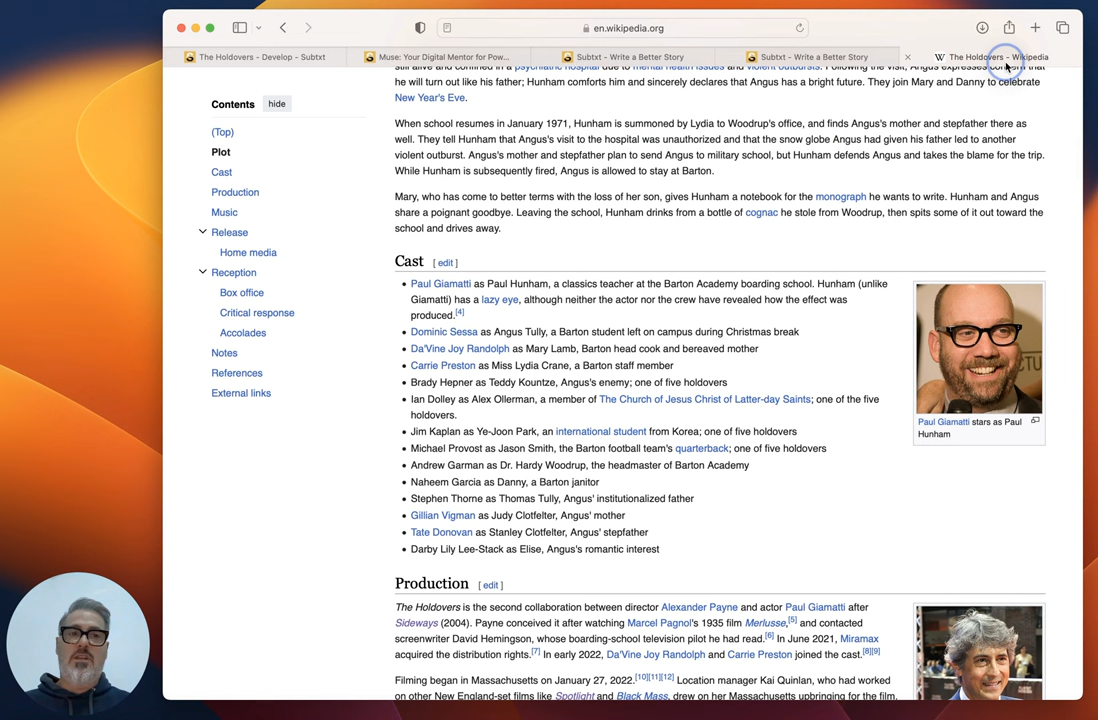 en.wikipedia.org
The Holdovers - Develop - Subtxt
Muse: Your Digital Mentor for Pow...
Subtxt - Write a Better Story
Subtxt - Write a Better Story
The Holdovers - Wikipedia
Contents hide
(Top)
Plot
Cast
Production
Music
Release
Home media
Reception
Box office
Critical response
Accolades
Notes
References
External links
he will turn out like his father; Hunham comforts him and sincerely declares that Angus has a bright future. They join Mary and Danny to celebrate
New Year's Eve.
When school resumes in January 1971, Hunham is summoned by Lydia to Woodrup's office, and finds Angus's mother and stepfather there as
well. They tell Hunham that Angus's visit to the hospital was unauthorized and that the snow globe Angus had given his father led to another
violent outburst. Angus's mother and stepfather plan to send Angus to military school, but Hunham defends Angus and takes the blame for the trip.
While Hunham is subsequently fired, Angus is allowed to stay at Barton.
Mary, who has come to better terms with the loss of her son, gives Hunham a notebook for the monograph he wants to write. Hunham and Angus
share a poignant goodbye. Leaving the school, Hunham drinks from a bottle of cognac he stole from Woodrup, then spits some of it out toward the
school and drives away.
Cast [ edit ]
• Paul Giamatti as Paul Hunham, a classics teacher at the Barton Academy boarding school. Hunham (unlike
Giamatti) has a lazy eye, although neither the actor nor the crew have revealed how the effect was
produced.[4]
• Dominic Sessa as Angus Tully, a Barton student left on campus during Christmas break
• Da'Vine Joy Randolph as Mary Lamb, Barton head cook and bereaved mother
• Carrie Preston as Miss Lydia Crane, a Barton staff member
• Brady Hepner as Teddy Kountze, Angus's enemy; one of five holdovers
• Ian Dolley as Alex Ollerman, a member of The Church of Jesus Christ of Latter-day Saints; one of the five
holdovers.
• Jim Kaplan as Ye-Joon Park, an international student from Korea; one of five holdovers
• Michael Provost as Jason Smith, the Barton football team's quarterback; one of five holdovers
• Andrew Garman as Dr. Hardy Woodrup, the headmaster of Barton Academy
• Naheem Garcia as Danny, a Barton janitor
• Stephen Thorne as Thomas Tully, Angus' institutionalized father
• Gillian Vigman as Judy Clotfelter, Angus' mother
• Tate Donovan as Stanley Clotfelter, Angus' stepfather
• Darby Lily Lee-Stack as Elise, Angus's romantic interest
Paul Giamatti stars as Paul
Hunham
Production [ edit ]
The Holdovers is the second collaboration between director Alexander Payne and actor Paul Giamatti after
Sideways (2004). Payne conceived it after watching Marcel Pagnol's 1935 film Merlusse,[5] and contacted
screenwriter David Hemingson, whose boarding-school television pilot he had read.[6] In June 2021, Miramax
acquired the distribution rights.[7] In early 2022, Da'Vine Joy Randolph and Carrie Preston joined the cast.[8][9]
Filming began in Massachusetts on January 27, 2022.[10][11][12] Location manager Kai Quinlan, who had worked
on other New England-set films like Spotlight and Black Mass, drew on her Massachusetts upbringing for the film.